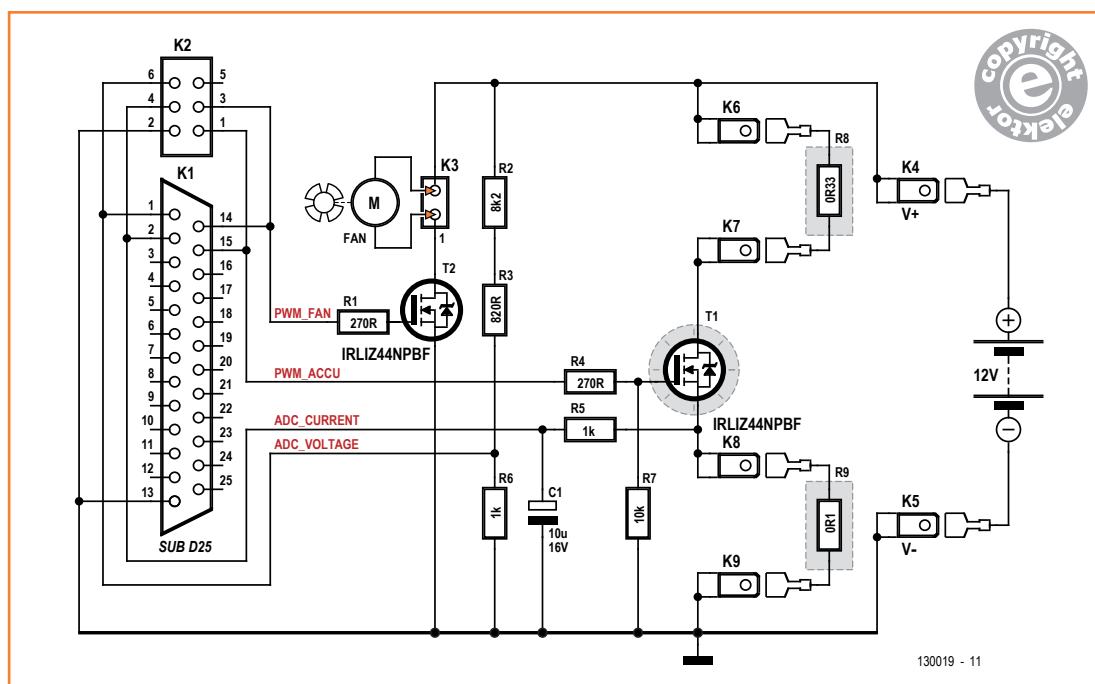 copyright
e
elektor
K2
6
5
4
3
2
1
K1
1
14
2
15
3
16
4
17
5
18
6
19
7
20
8
21
9
22
10
23
11
24
12
25
13
SUB D25
M
FAN
K3
1
T2
IRLIZ44NPBF
R1
270R
PWM_FAN
PWM_ACCU
ADC_CURRENT
ADC_VOLTAGE
R2
8k2
R3
820R
R4
270R
R5
1k
R6
1k
C1
10u
16V
R7
10k
T1
IRLIZ44NPBF
K6
R8
0R33
K7
K8
R9
0R1
K9
K4
V+
K5
V-
+
12V
−
130019 - 11